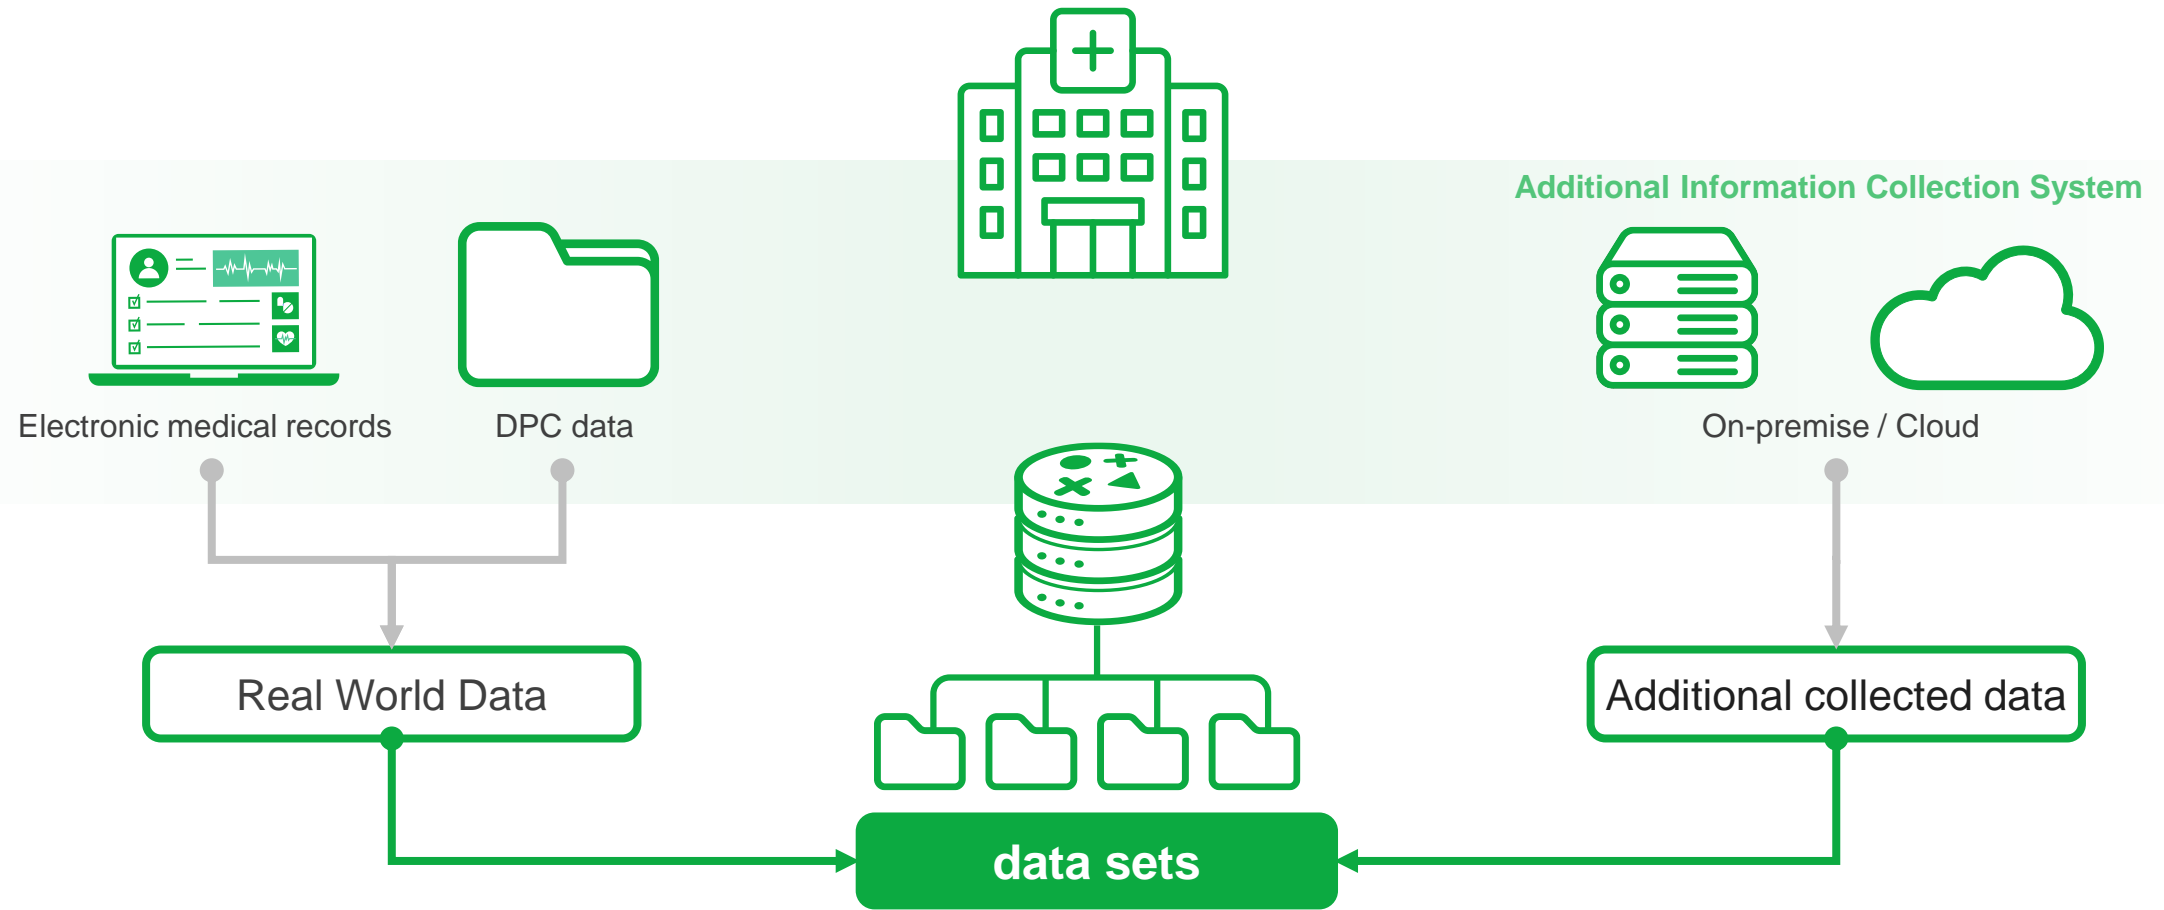 Additional Information Collection System
Electronic medical records
DPC data
On-premise / Cloud
Real World Data
Additional collected data
data sets